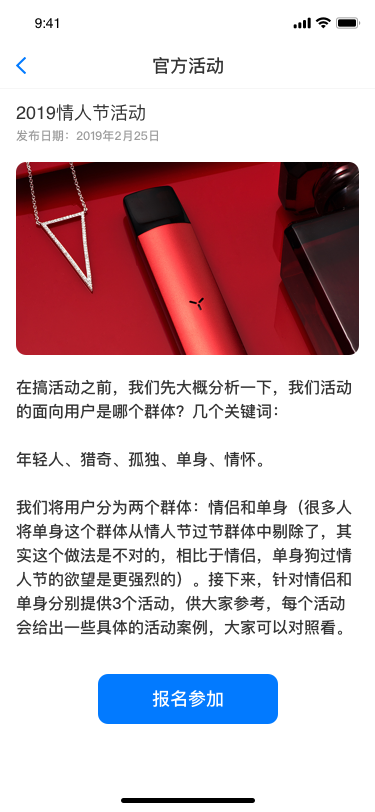 9:41
官方活动
2019情人节活动
发布日期：2019年2月25日
在搞活动之前，我们先大概分析一下，我们活动
的面向用户是哪个群体？几个关键词：
年轻人、猎奇、孤独、单身、情怀。
我们将用户分为两个群体：情侣和单身（很多人
将单身这个群体从情人节过节群体中剔除了，其
实这个做法是不对的，相比于情侣，单身狗过情
人节的欲望是更强烈的）。接下来，针对情侣和
单身分别提供3个活动，供大家参考，每个活动
会给出一些具体的活动案例，大家可以对照看。
报名参加